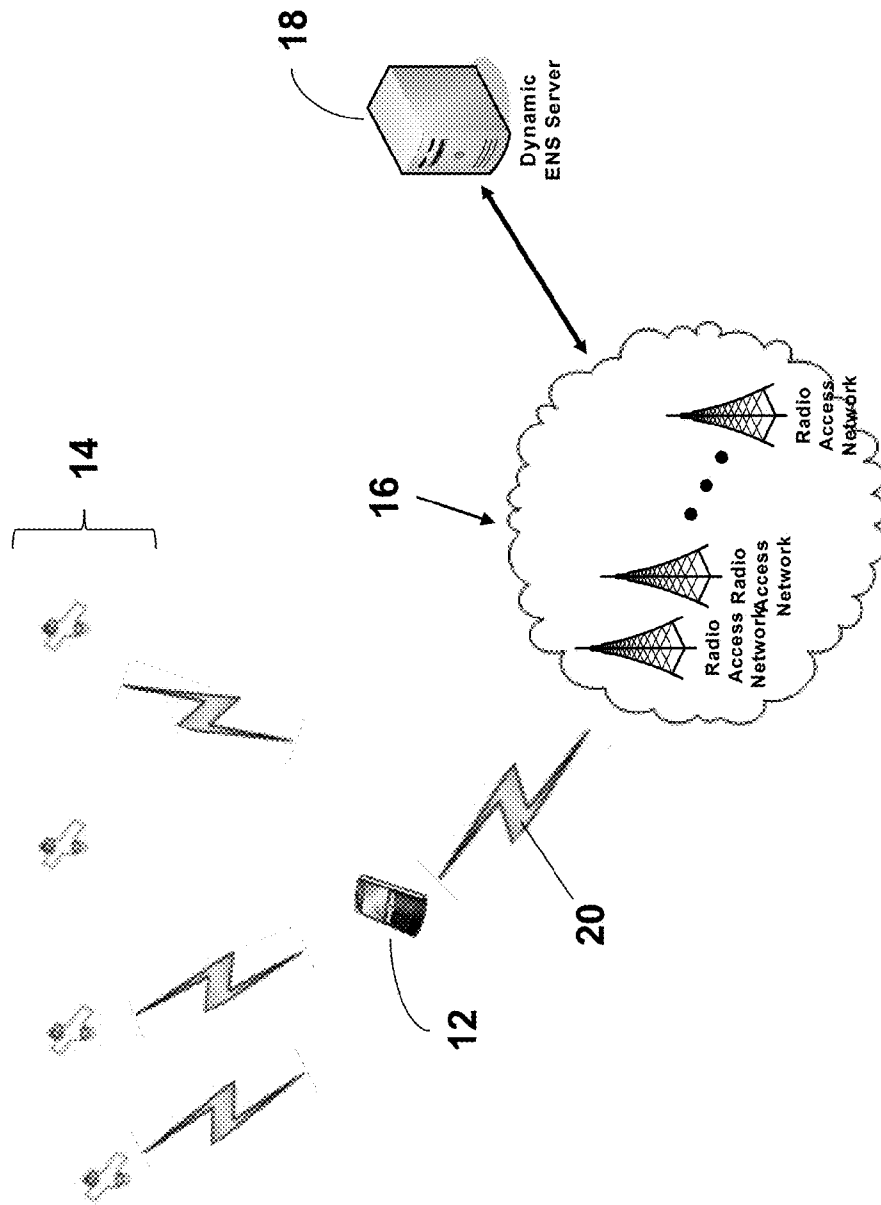 14
18
16
12
Dynamic
ENS Server
20
Radio
Access
Network
Radio
Access
Network
Radio
Access
Network